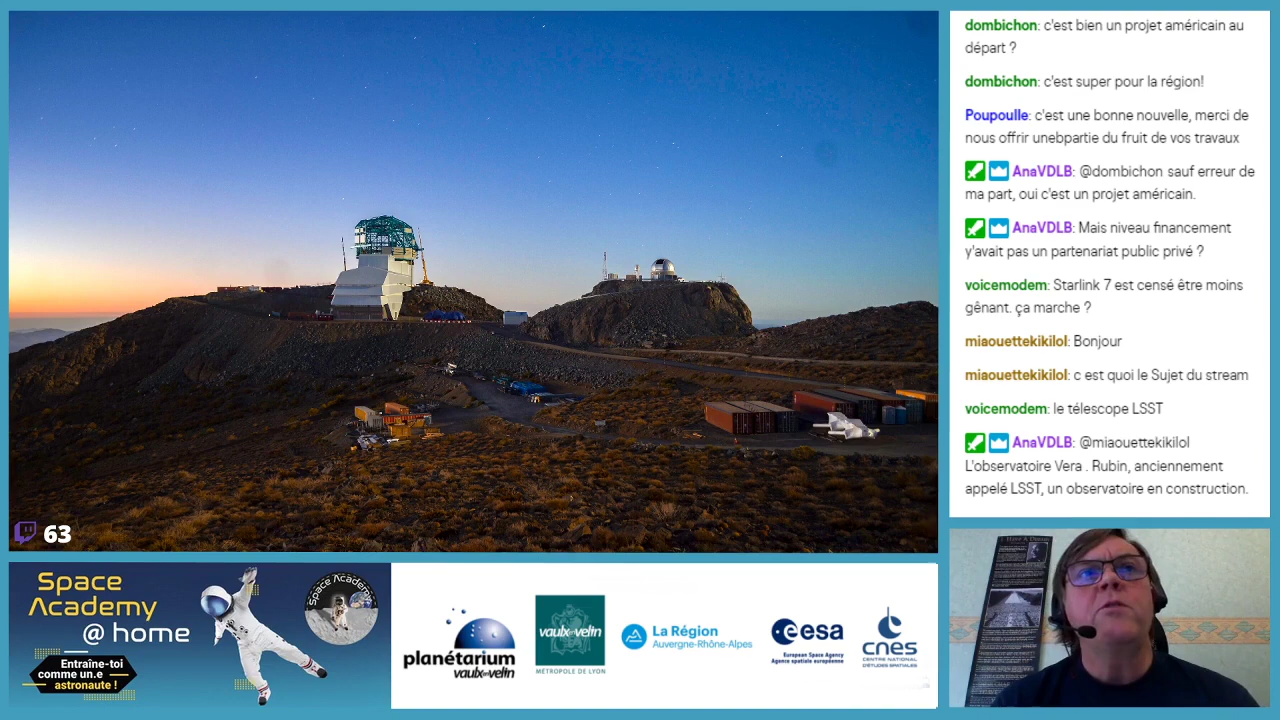 dombichon: c'est bien un projet américain au
départ ?
dombichon: c'est super pour la région!
Poupoulle: c'est une bonne nouvelle, merci de
nous offrir unebpartie du fruit de vos travaux
AnaVDLB: @dombichon sauf erreur de
ma part, oui c'est un projet américain.
AnaVDLB: Mais niveau financement
y'avait pas un partenariat public privé ?
voicemodem: Starlink 7 est censé être moins
gênant. ça marche ?
miaouettekikilol: Bonjour
miaouettekikilol: c est quoi le Sujet du stream
voicemodem: le télescope LSST
AnaVDLB: @miaouettekikilol
L'observatoire Vera . Rubin, anciennement
appelé LSST, un observatoire en construction.
63
Space
Academy
@ home
Entraîne-toi
comme un.e
astronaute !
planétarium
vaulx en velin
vaulx en velin
MÉTROPOLE DE LYON
La Région
Auvergne-Rhône-Alpes
esa
European Space Agency
Agence spatiale européenne
cnes
CENTRE NATIONAL
D'ÉTUDES SPATIALES
I Have A Dream